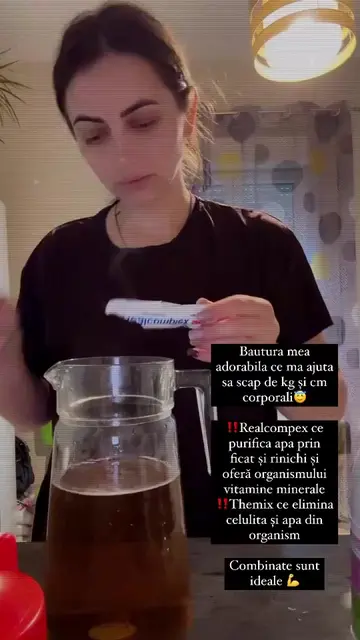 Bautura mea
adorabila ce ma ajuta
sa scap de kg și cm
corporali😇
‼️Realcompex ce
purifica apa prin
ficat și rinichi și
oferă organismului
vitamine minerale
‼️Themix ce elimina
celulita și apa din
organism
Combinate sunt
ideale 💪